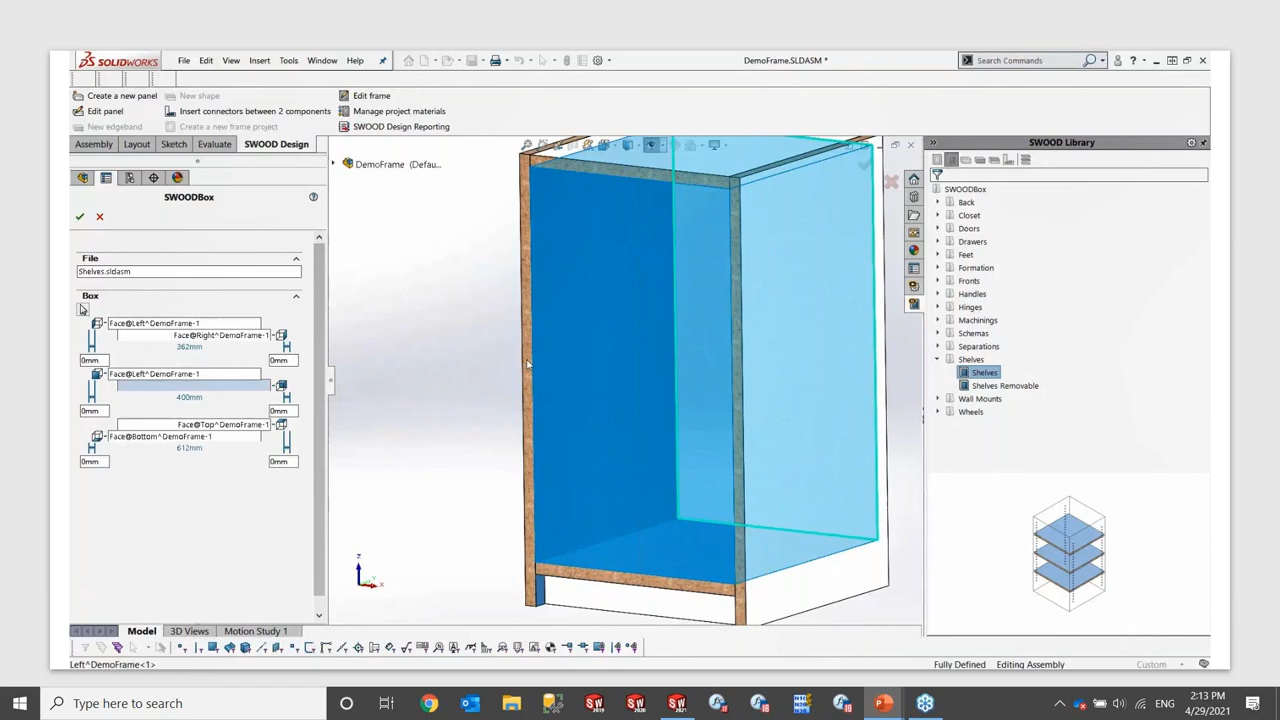 SOLIDWORKS
File Edit View Insert Tools Window Help
DemoFrame.SLDASM *
Search Commands
Create a new panel
New shape
Edit frame
Edit panel
Insert connectors between 2 components
Manage project materials
New edgeband
Create a new frame project
SWOOD Design Reporting
Assembly Layout Sketch Evaluate SWOOD Design
SWOOD Library
DemoFrame (Defau...
SWOODBox
File
Shelves.sldasm
Box
Face@Left^DemoFrame-1
Face@Right^DemoFrame-1
362mm
0mm 0mm
Face@Left^DemoFrame-1
400mm
0mm 0mm
Face@Top^DemoFrame-1
Face@Bottom^DemoFrame-1
612mm
0mm 0mm
Z
Y
X
SWOODBox
Back
Closet
Doors
Drawers
Feet
Formation
Fronts
Handles
Hinges
Machinings
Schemas
Separations
Shelves
Shelves
Shelves Removable
Wall Mounts
Wheels
Model 3D Views Motion Study 1
Left^DemoFrame<1>
Fully Defined Editing Assembly Custom
Type here to search
2019
2020
2021
ENG
2:13 PM
4/29/2021